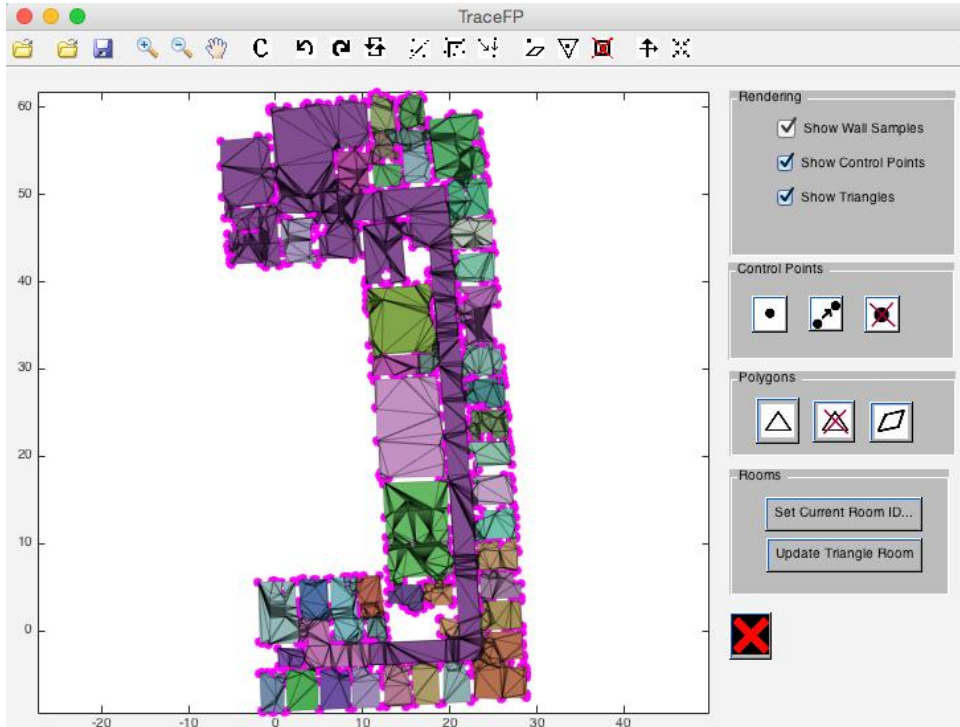 TraceFP
C
60
50
40
30
20
10
0
-20
-10
0
10
20
30
40
Rendering
Show Wall Samples
Show Control Points
Show Triangles
Control Points
Polygons
Rooms
Set Current Room ID...
Update Triangle Room